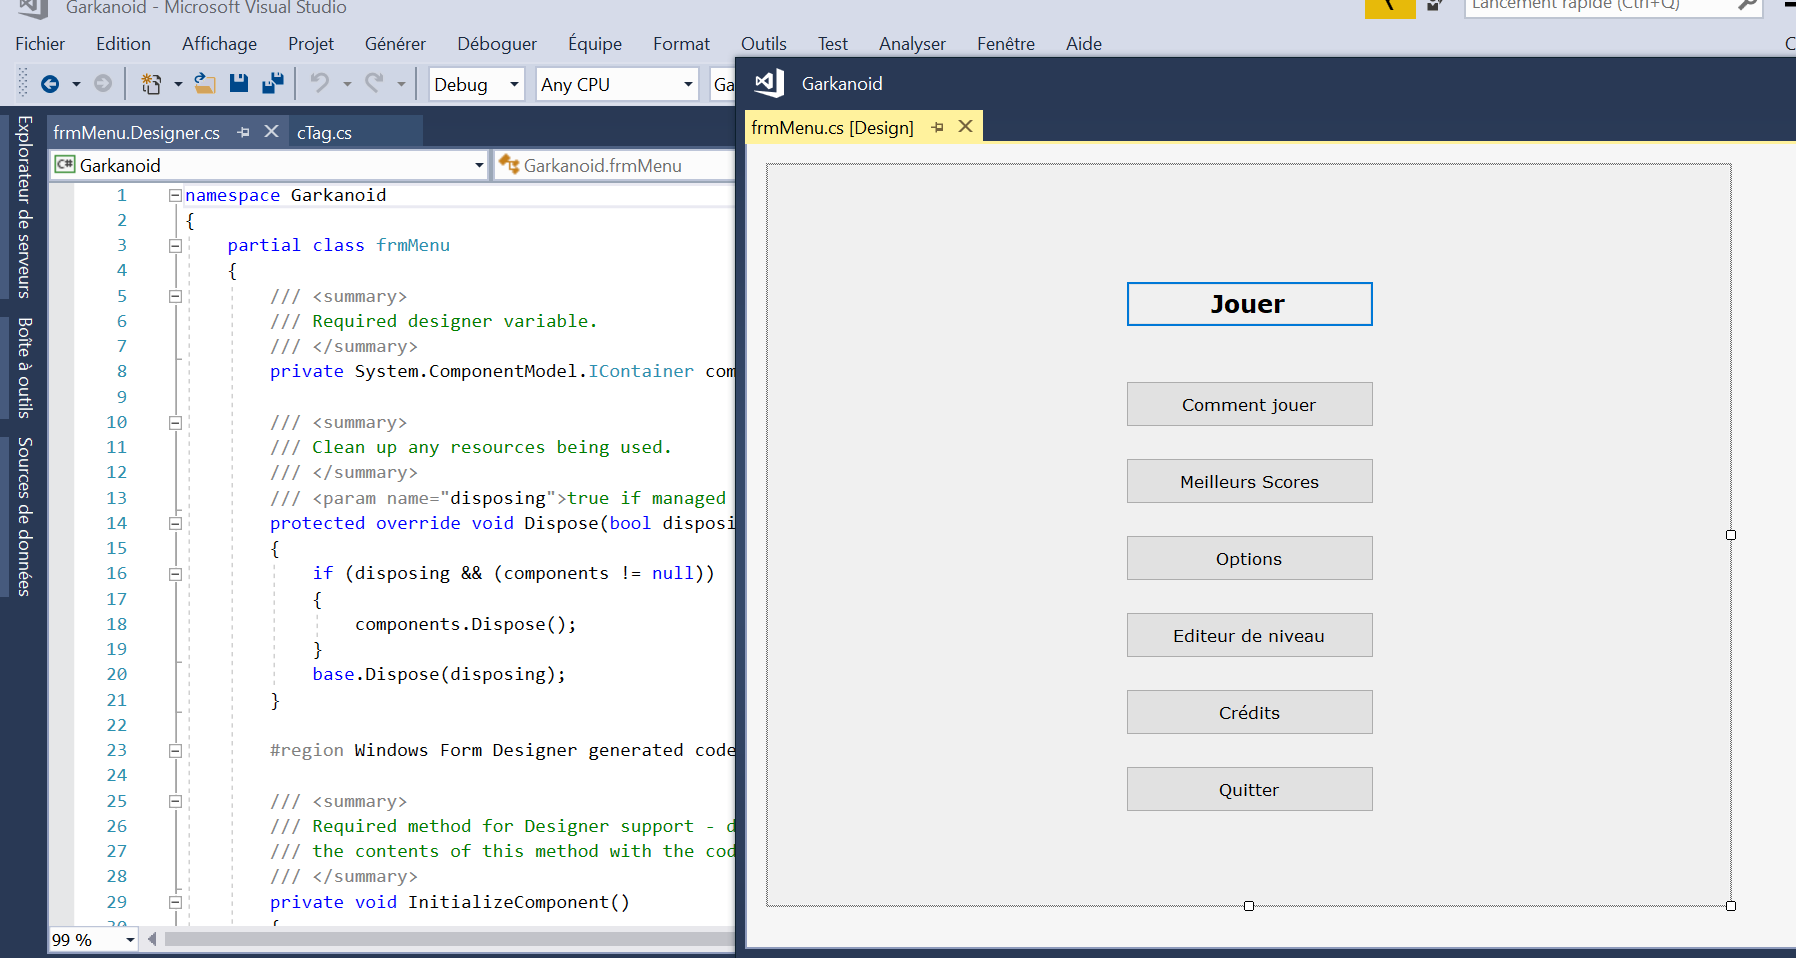 Garkanoid - Microsoft Visual Studio
Lancement rapide (Ctrl+Q)
Fichier Edition Affichage Projet Générer Déboguer Équipe Format Outils Test Analyser Fenêtre Aide
Debug Any CPU Ga
Explorateur de serveurs
Boîte à outils
Sources de données
frmMenu.Designer.cs cTag.cs
C# Garkanoid Garkanoid.frmMenu
1 namespace Garkanoid
2 {
3 partial class frmMenu
4 {
5 /// <summary>
6 /// Required designer variable.
7 /// </summary>
8 private System.ComponentModel.IContainer com
9
10 /// <summary>
11 /// Clean up any resources being used.
12 /// </summary>
13 /// <param name="disposing">true if managed
14 protected override void Dispose(bool disposi
15 {
16 if (disposing && (components != null))
17 {
18 components.Dispose();
19 }
20 base.Dispose(disposing);
21 }
22
23 #region Windows Form Designer generated code
24
25 /// <summary>
26 /// Required method for Designer support - d
27 /// the contents of this method with the cod
28 /// </summary>
29 private void InitializeComponent()
30 {
99 %
Garkanoid
frmMenu.cs [Design]
Jouer
Comment jouer
Meilleurs Scores
Options
Editeur de niveau
Crédits
Quitter